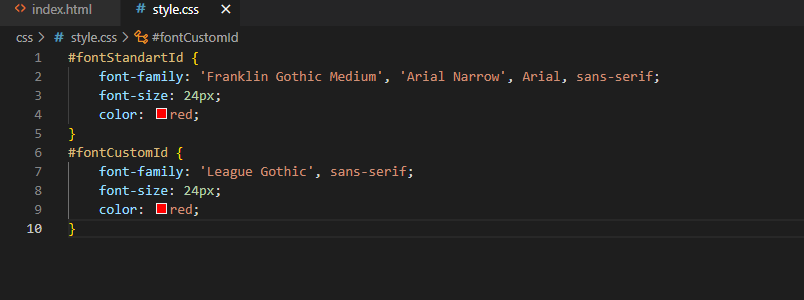 index.html style.css
css > style.css > #fontCustomId
1 #fontStandartId {
2 font-family: 'Franklin Gothic Medium', 'Arial Narrow', Arial, sans-serif;
3 font-size: 24px;
4 color: red;
5 }
6 #fontCustomId {
7 font-family: 'League Gothic', sans-serif;
8 font-size: 24px;
9 color: red;
10 }